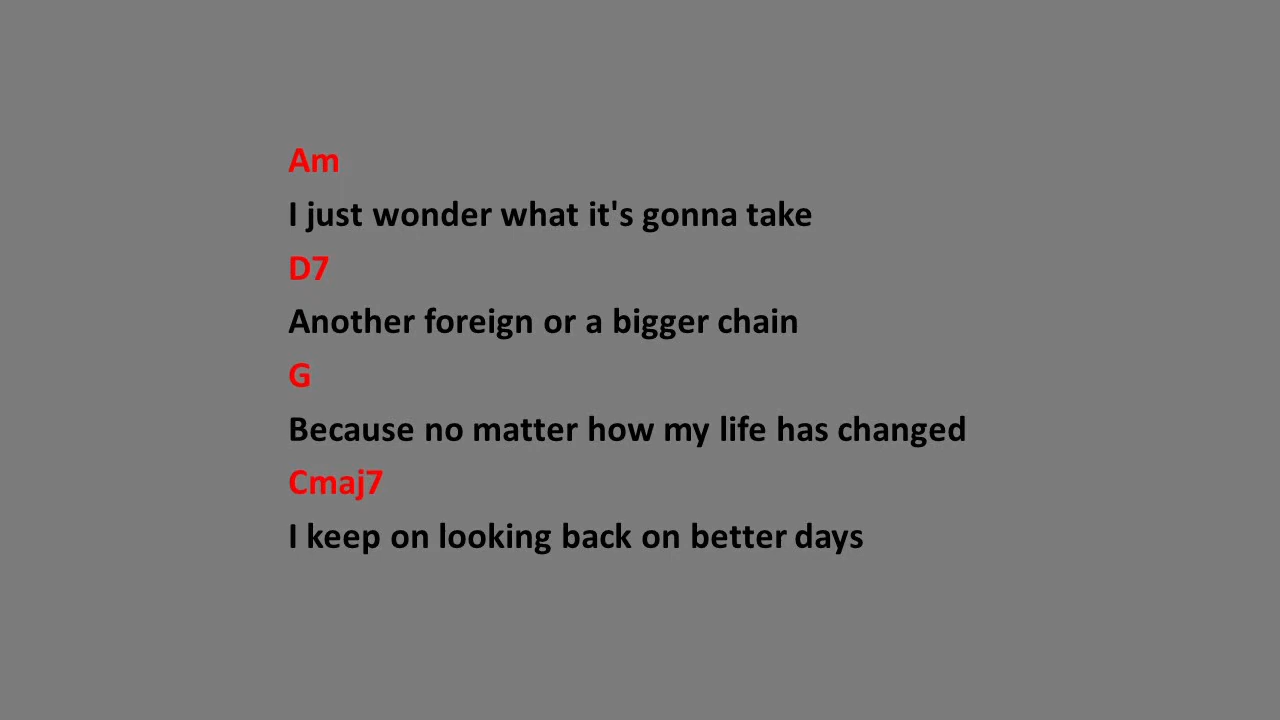 Am
I just wonder what it's gonna take
D7
Another foreign or a bigger chain
G
Because no matter how my life has changed
Cmaj7
I keep on looking back on better days